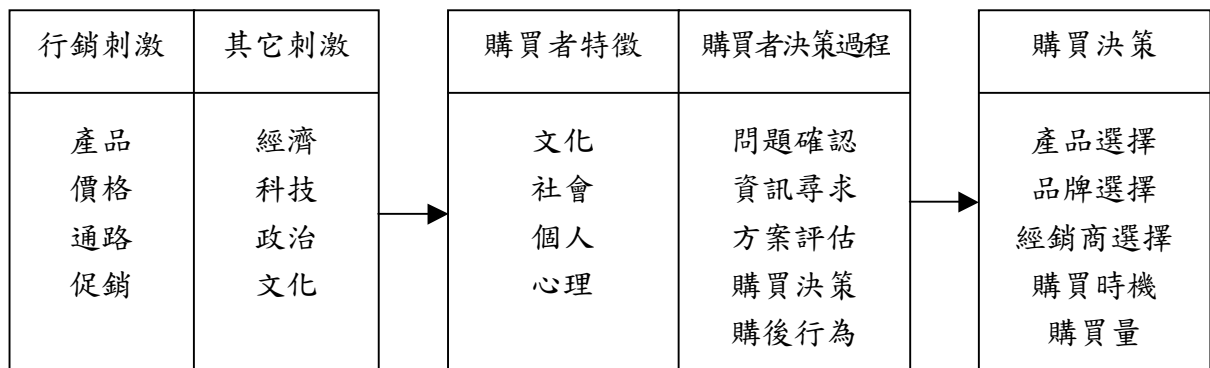 行銷刺激
產品
價格
通路
促銷
其它刺激
經濟
科技
政治
文化
購買者特徵
文化
社會
個人
心理
購買者決策過程
問題確認
資訊尋求
方案評估
購買決策
購後行為
購買決策
產品選擇
品牌選擇
經銷商選擇
購買時機
購買量